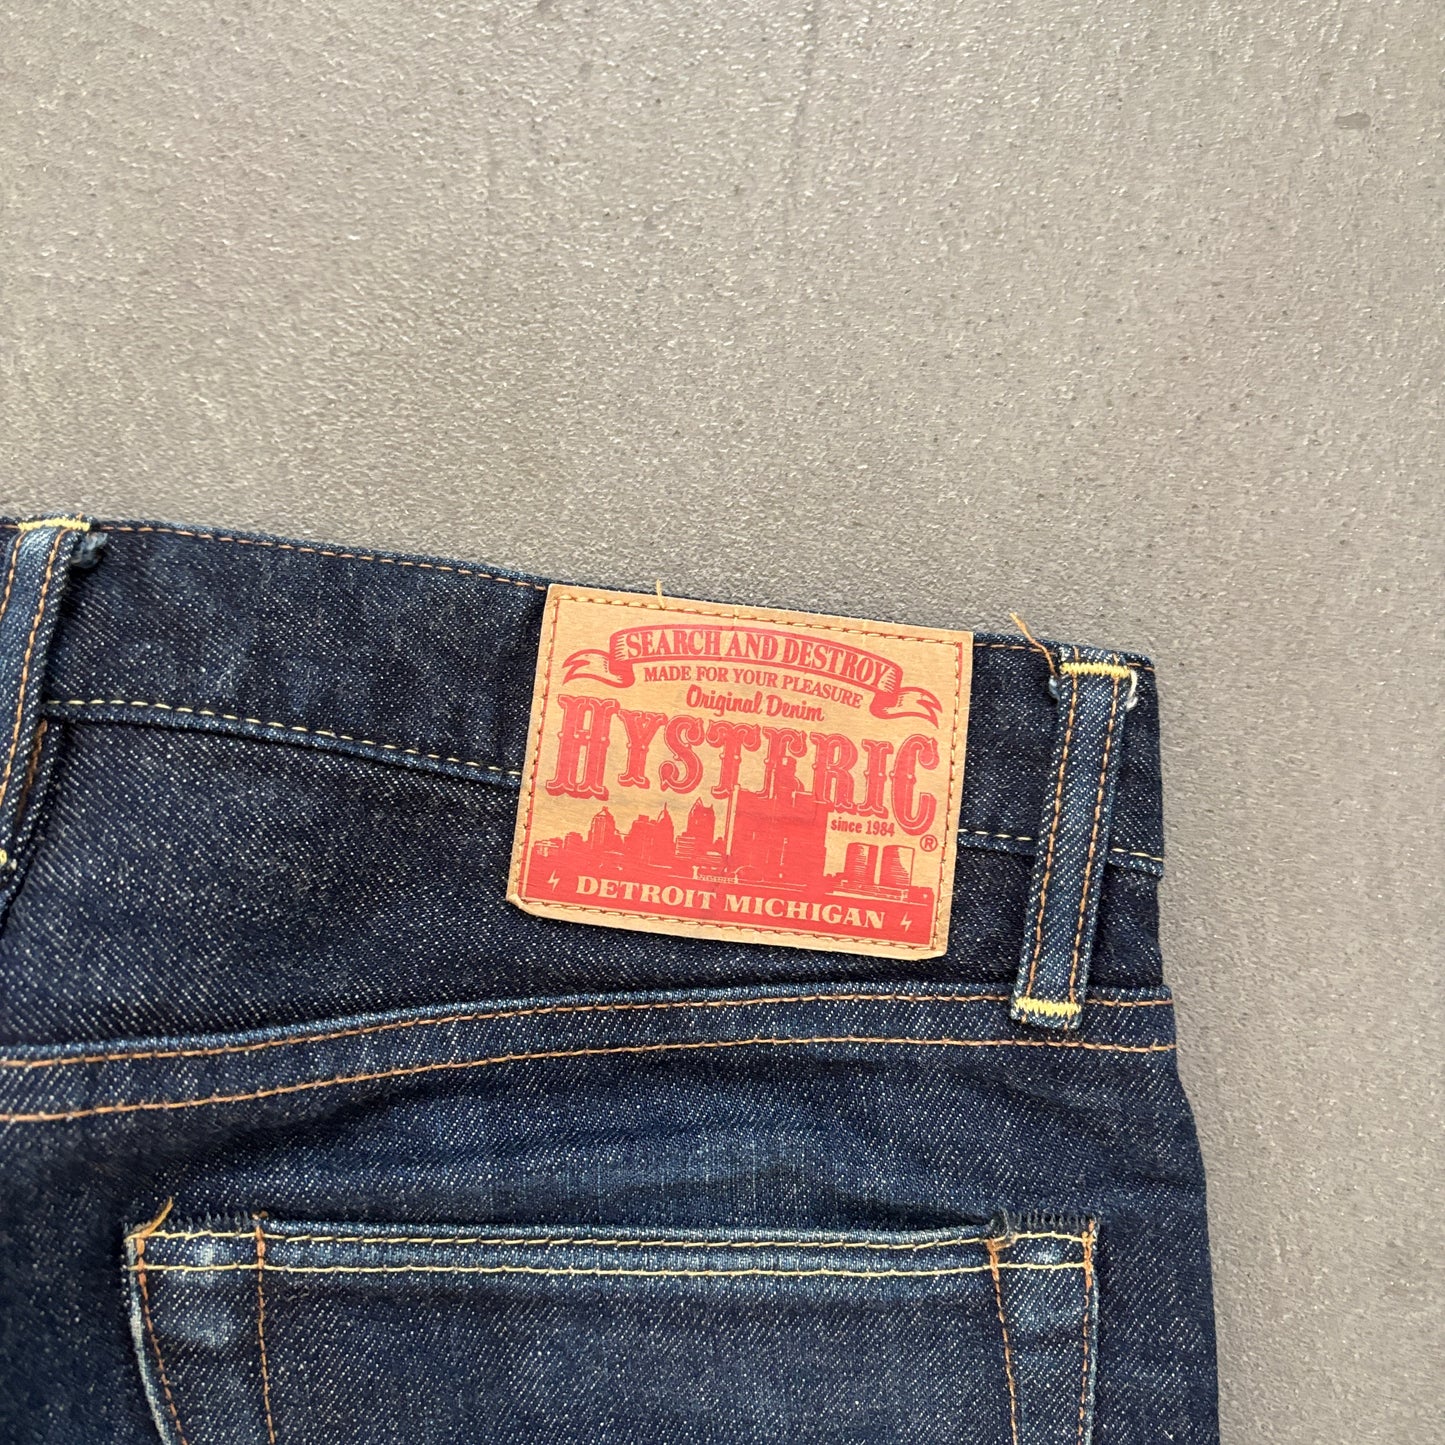 SEARCH AND DESTROY
MADE FOR YOUR PLEASURE
Original Denim
HYSTERIC
since 1984
®
DETROIT MICHIGAN